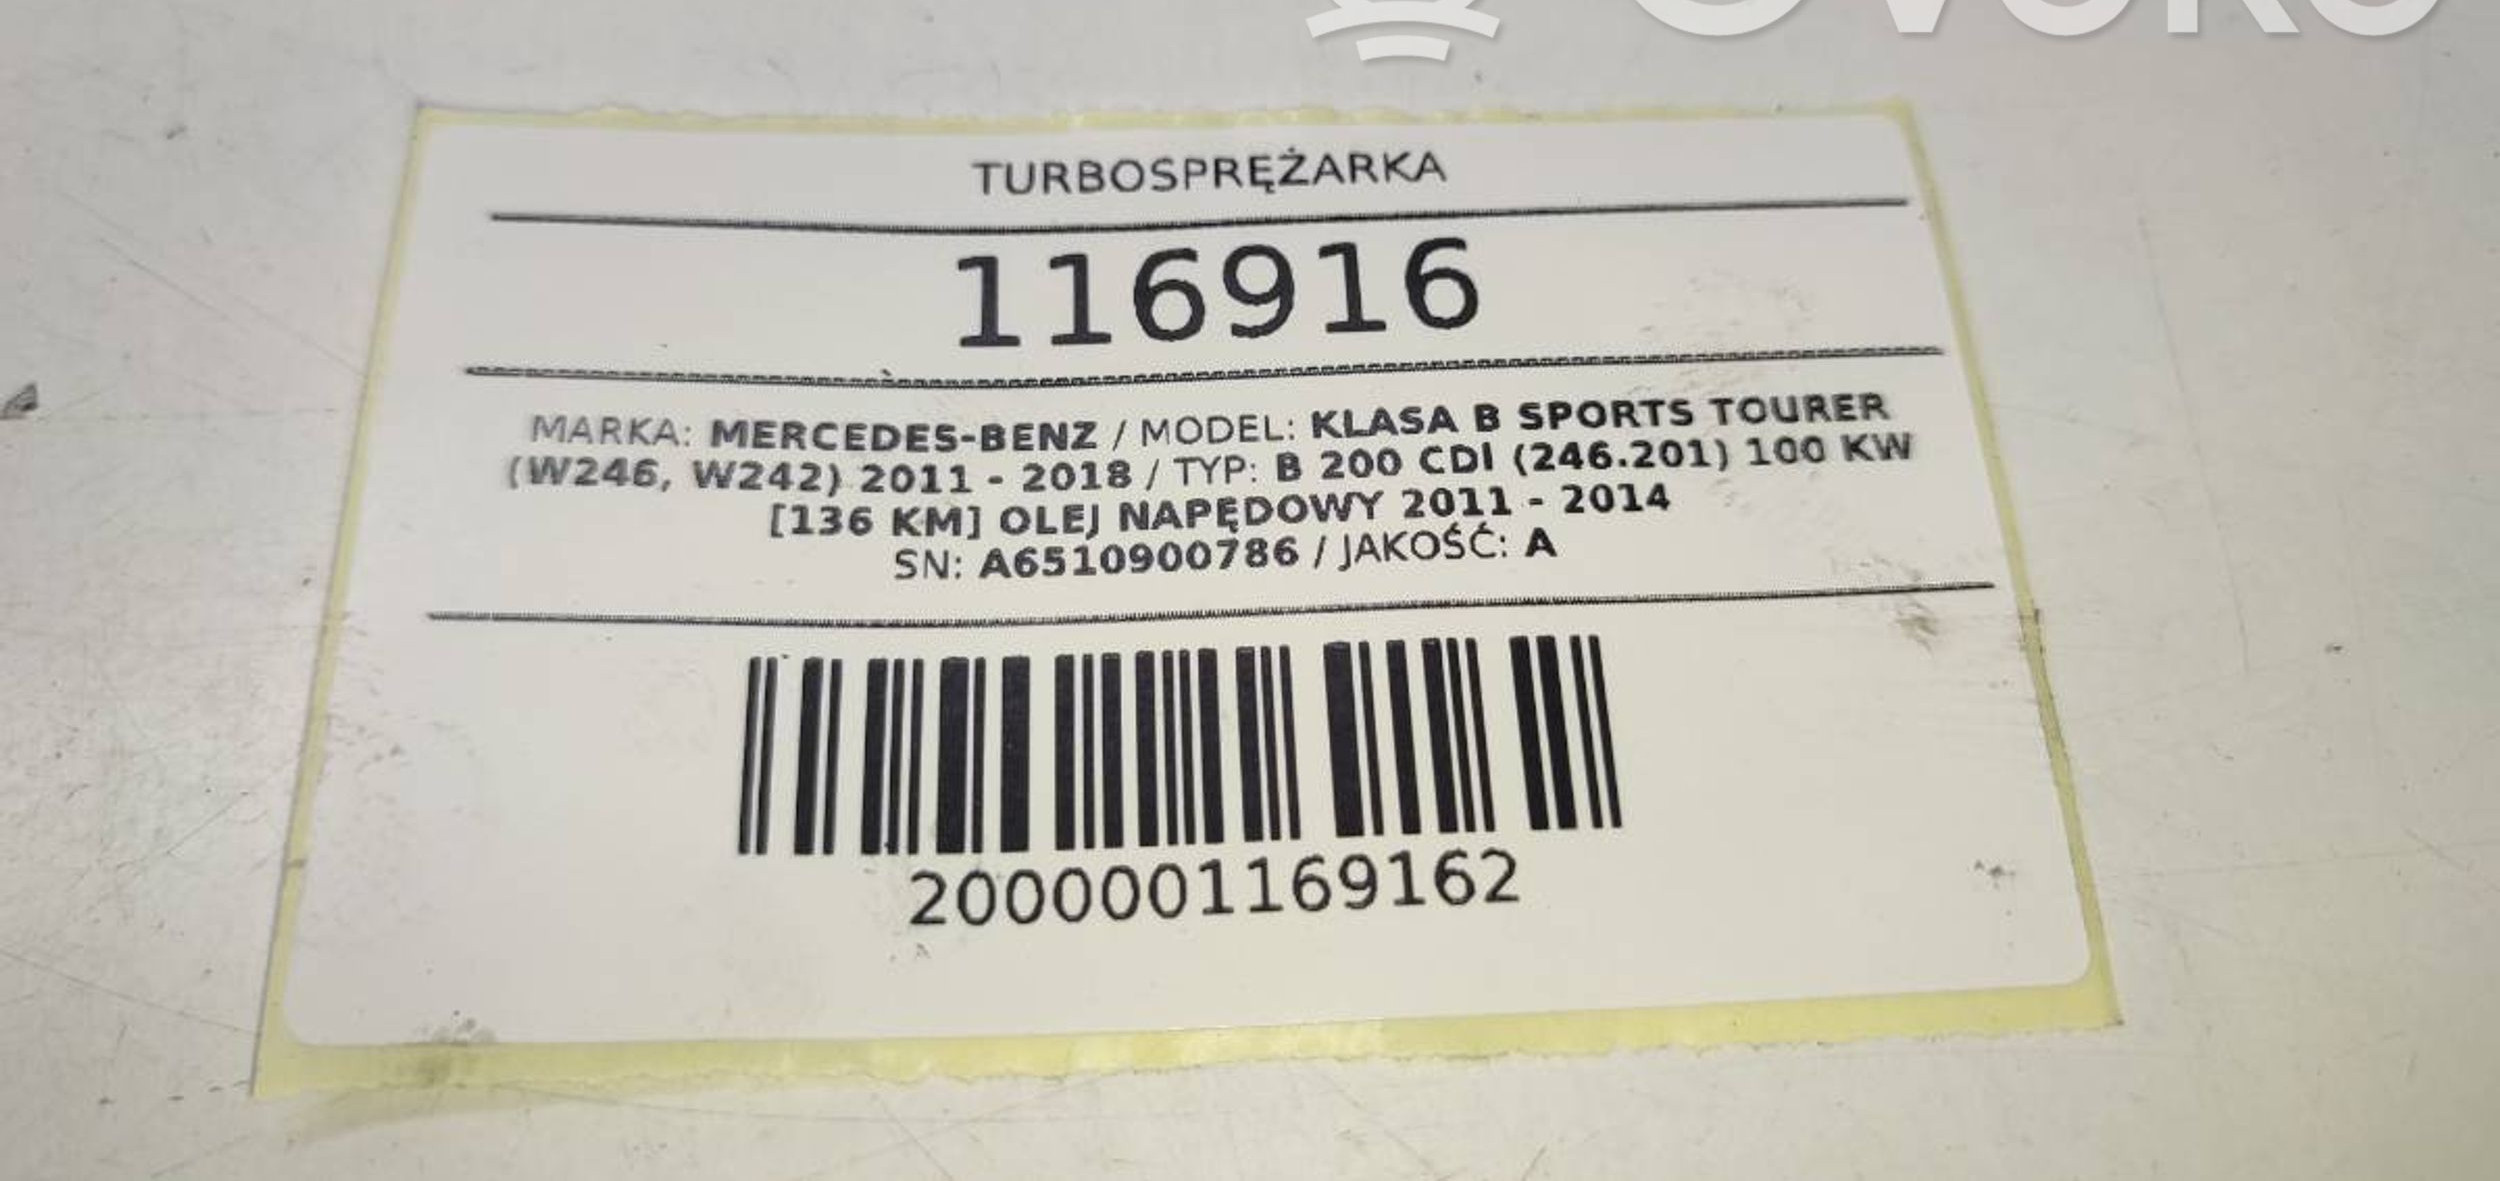 TURBOSPRĘŻARKA
116916
MARKA: MERCEDES-BENZ / MODEL: KLASA B SPORTS TOURER
(W246, W242) 2011 - 2018 / TYP: B 200 CDI (246.201) 100 KW
[136 KM] OLEJ NAPĘDOWY 2011 - 2014
SN: A6510900786 / JAKOŚĆ: A
2000001169162